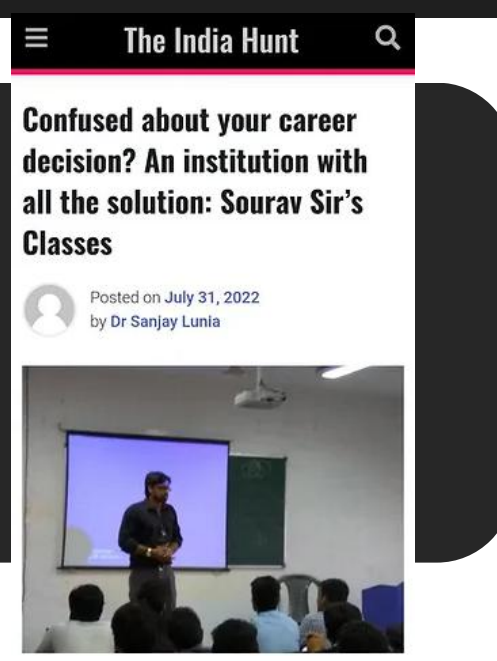 The India Hunt
Confused about your career
decision? An institution with
all the solution: Sourav Sir’s
Classes
Posted on July 31, 2022
by Dr Sanjay Lunia